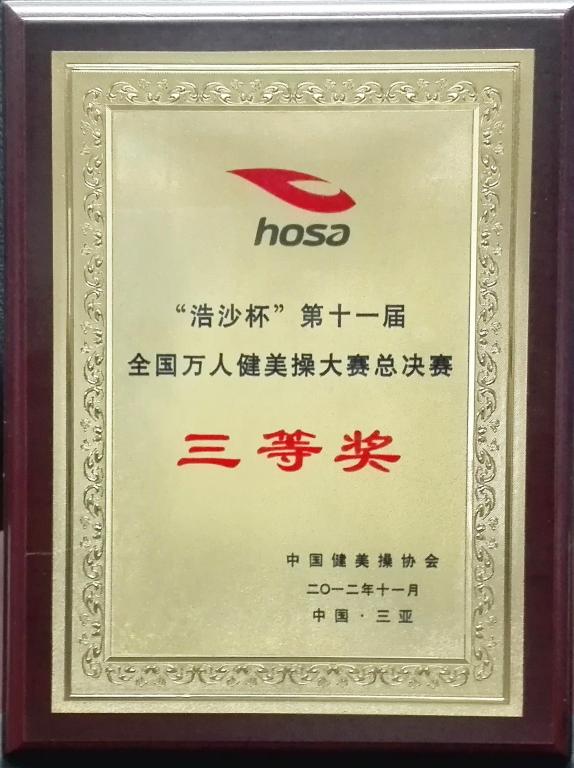 hosa
“浩沙杯”第十一届
全国万人健美操大赛总决赛
三等奖
中国健美操协会
二〇一二年十一月
中国·三亚